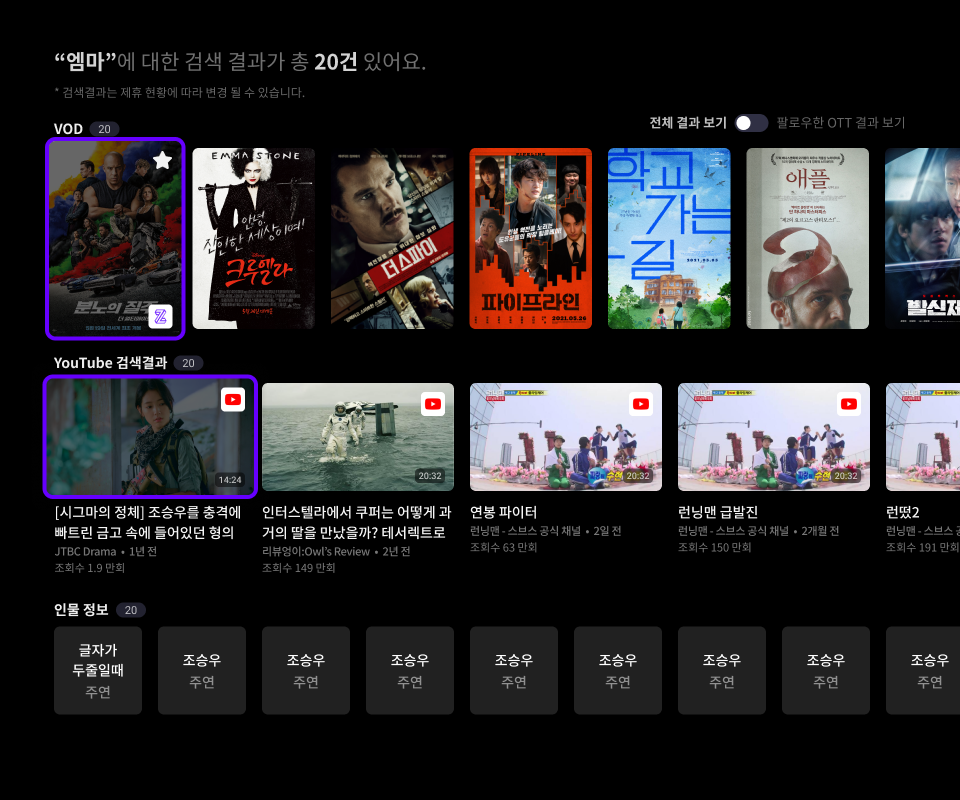 “엠마”에 대한 검색 결과가 총 20건 있어요.
* 검색결과는 제휴 현황에 따라 변경 될 수 있습니다.
VOD 20
전체 결과 보기 팔로우한 OTT 결과 보기
분노의 질주
EMMA STONE
안녕,
잔인한 세상이여!
크루엘라
더 스파이
파이프라인
2021.05.26
학교
가는
길
2021.05.05
애플
발신제
YouTube 검색결과 20
14:24
20:32
20:32
20:32
[시그마의 정체] 조승우를 충격에
빠트린 금고 속에 들어있던 형의
JTBC Drama • 1년 전
조회수 1.9 만회
인터스텔라에서 쿠퍼는 어떻게 과
거의 딸을 만났을까? 테서렉트로
리뷰엉이:Owl’s Review • 2년 전
조회수 149 만회
연봉 파이터
런닝맨 - 스브스 공식 채널 • 2일 전
조회수 63 만회
런닝맨 급발진
런닝맨 - 스브스 공식 채널 • 2개월 전
조회수 150 만회
런떴2
런닝맨 - 스브스
조회수 191 만회
인물 정보 20
글자가
두줄일때
주연
조승우
주연
조승우
주연
조승우
주연
조승우
주연
조승우
주연
조승우
주연
조승우
주연
조승우
주연